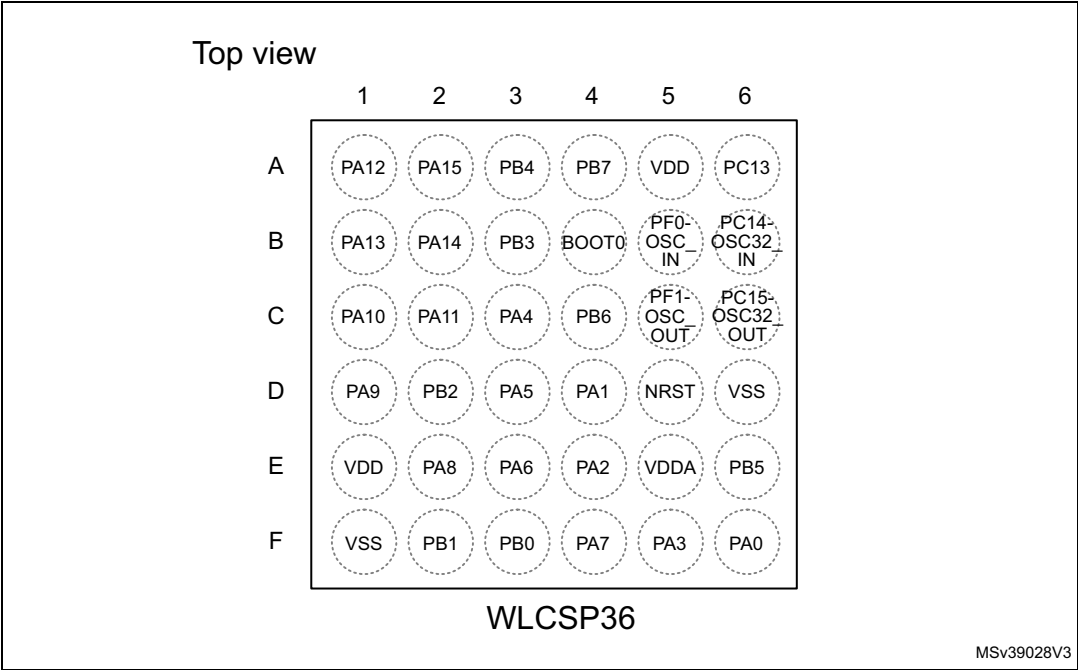 Top view
1 2 3 4 5 6
A PA12 PA15 PB4 PB7 VDD PC13
B PA13 PA14 PB3 BOOT0 PF0-OSC_IN PC14-OSC32_IN
C PA10 PA11 PA4 PB6 PF1-OSC_OUT PC15-OSC32_OUT
D PA9 PB2 PA5 PA1 NRST VSS
E VDD PA8 PA6 PA2 VDDA PB5
F VSS PB1 PB0 PA7 PA3 PA0
WLCSP36
MSv39028V3